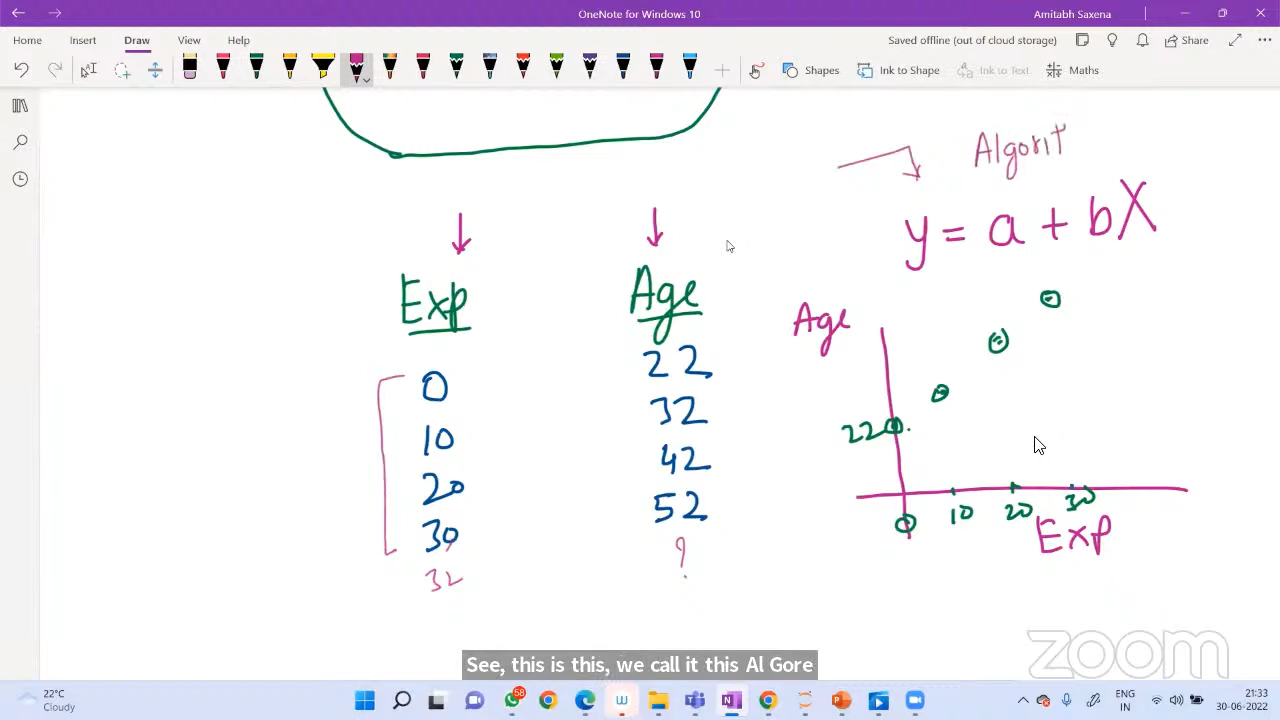 OneNote for Windows 10
Amitabh Saxena
Home Insert Draw View Help
Saved offline (out of cloud storage)
Share
Shapes
Ink to Shape
Ink to Text
Maths
Algorit
y = a + bX
Exp Age
0 22
10 32
20 42
30 52
32 ?
Age
22
0 10 20 30
Exp
See, this is this, we call it this Al Gore
zoom
22°C
Cloudy
58
ENG
IN
21:33
30-06-2022